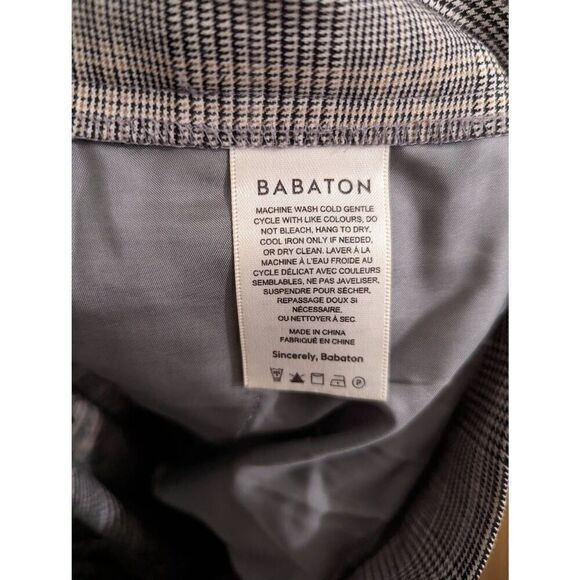 BABATON
MACHINE WASH COLD GENTLE
CYCLE WITH LIKE COLOURS, DO
NOT BLEACH, HANG TO DRY.
COOL IRON ONLY IF NEEDED,
OR DRY CLEAN. LAVER À LA
MACHINE À L'EAU FROIDE AU
CYCLE DÉLICAT AVEC COULEURS
SEMBLABLES, NE PAS JAVELISER,
SUSPENDRE POUR SÉCHER,
REPASSAGE DOUX SI
NÉCESSAIRE,
OU NETTOYER À SEC.
MADE IN CHINA
FABRIQUÉ EN CHINE
Sincerely, Babaton
P